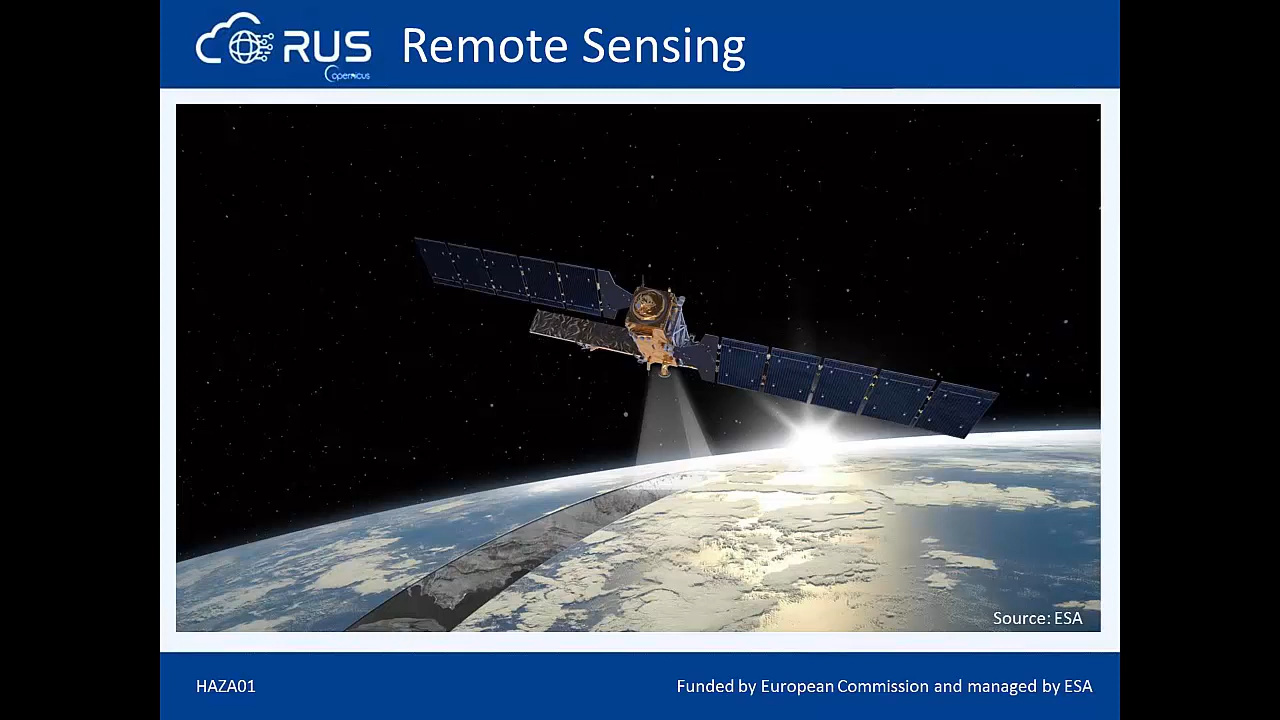 RUS
Copernicus
Remote Sensing
Source: ESA
HAZA01
Funded by European Commission and managed by ESA